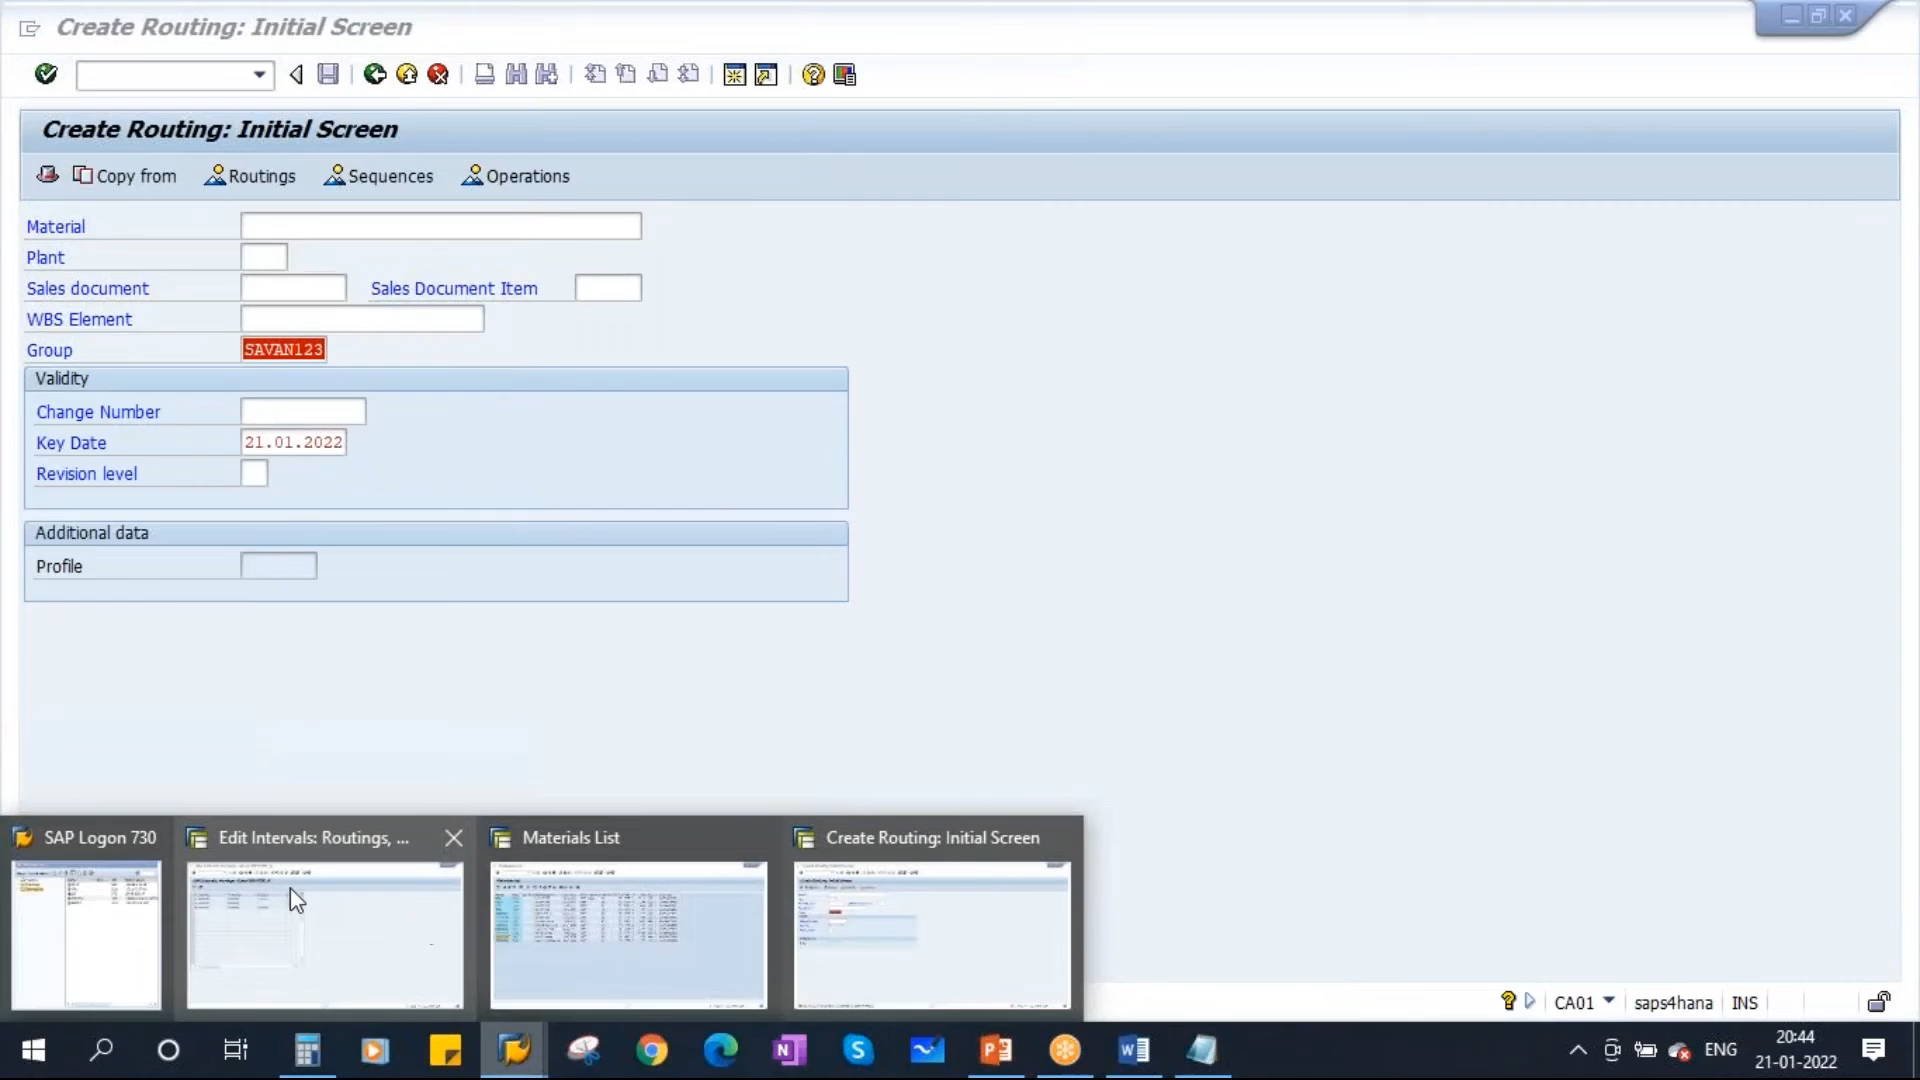 Create Routing: Initial Screen
Create Routing: Initial Screen
Copy from Routings Sequences Operations
Material
Plant
Sales document Sales Document Item
WBS Element
Group SAVAN123
Validity
Change Number
Key Date 21.01.2022
Revision level
Additional data
Profile
SAP Logon 730 Edit Intervals: Routings, ... Materials List Create Routing: Initial Screen
CA01 saps4hana INS
ENG
20:44
21-01-2022